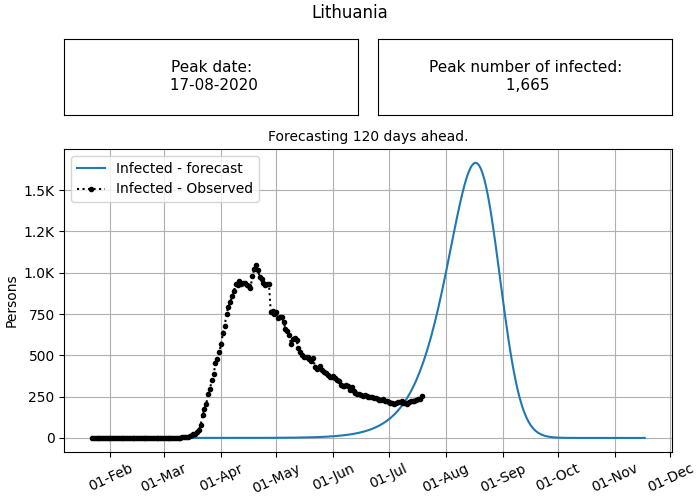 Lithuania
Peak date:
17-08-2020
Peak number of infected:
1,665
Forecasting 120 days ahead.
Infected - forecast
Infected - Observed
1.5K
1.2K
1.0K
750
500
250
0
Persons
01-Feb
01-Mar
01-Apr
01-May
01-Jun
01-Jul
01-Aug
01-Sep
01-Oct
01-Nov
01-Dec